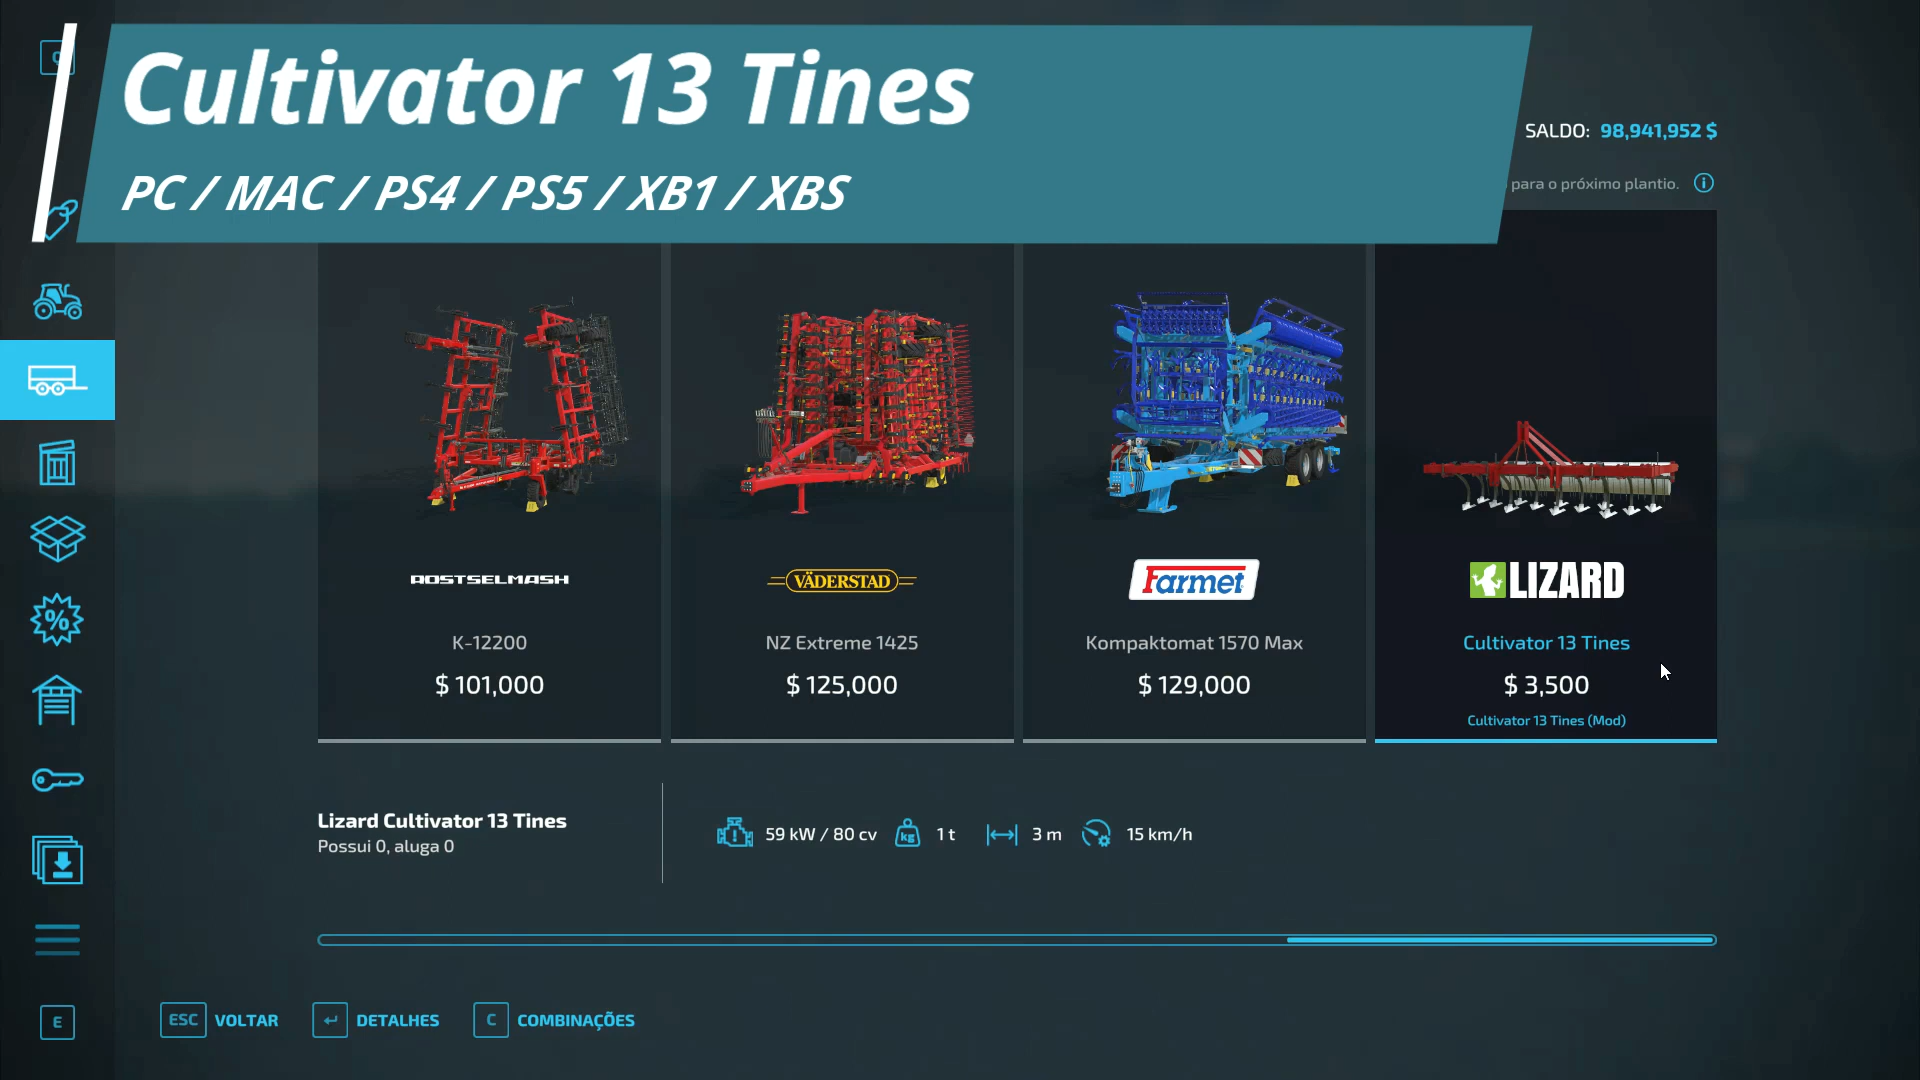 Cultivator 13 Tines
PC / MAC / PS4 / PS5 / XB1 / XBS
SALDO: 98,941,952 $
para o próximo plantio.
ROSTSELMASH
VÄDERSTAD
Farmet
LIZARD
K-12200
NZ Extreme 1425
Kompaktomat 1570 Max
Cultivator 13 Tines
$ 101,000
$ 125,000
$ 129,000
$ 3,500
Cultivator 13 Tines (Mod)
Lizard Cultivator 13 Tines
Possui 0, aluga 0
59 kW / 80 cv
kg
1 t
3 m
15 km/h
E
ESC VOLTAR
DETALHES
C COMBINAÇÕES